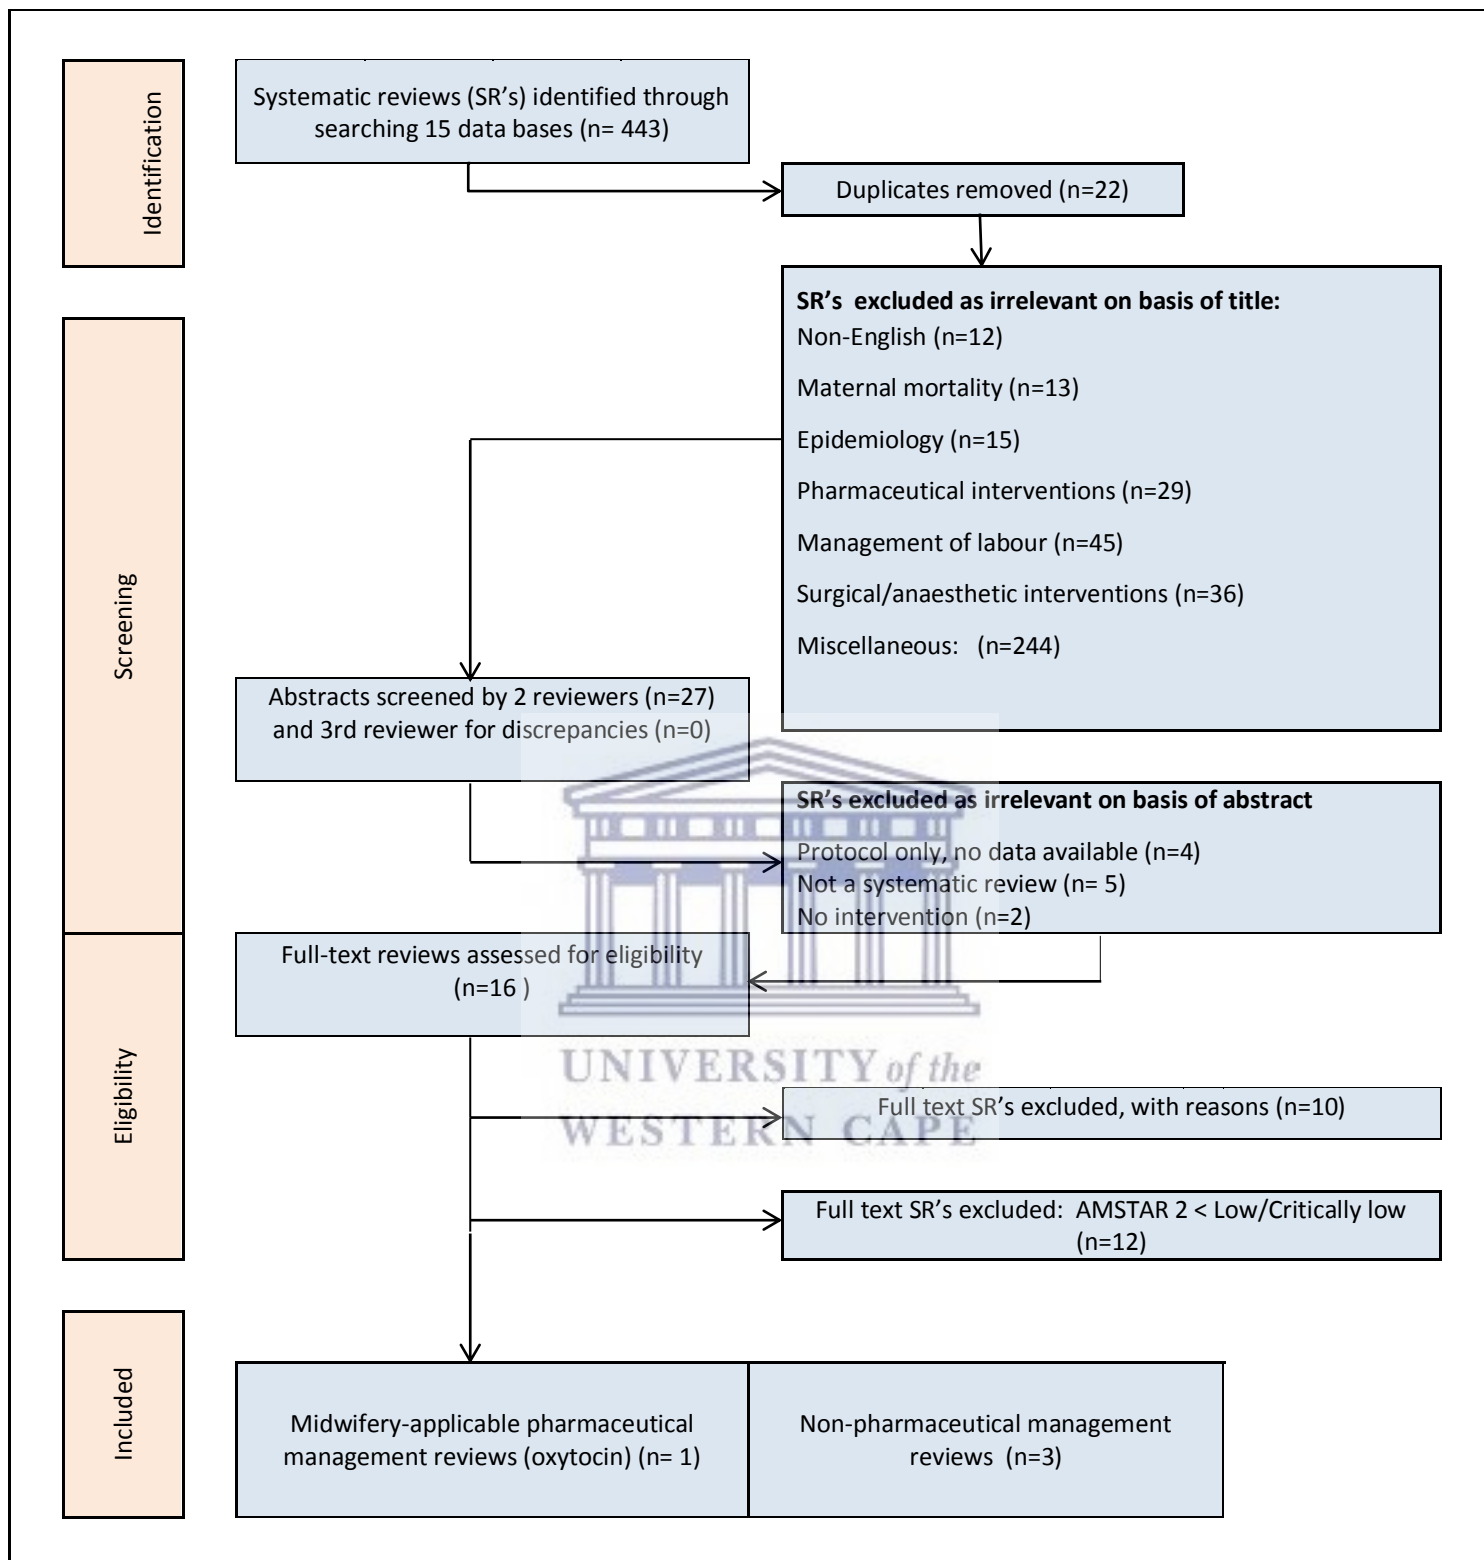 Identification
Systematic reviews (SR's) identified through
searching 15 data bases (n= 443)
Duplicates removed (n=22)
SR's  excluded as irrelevant on basis of title:
Non-English (n=12)
Maternal mortality (n=13)
Epidemiology (n=15)
Pharmaceutical interventions (n=29)
Management of labour (n=45)
Surgical/anaesthetic interventions (n=36)
Miscellaneous:   (n=244)
Screening
Abstracts screened by 2 reviewers (n=27)
and 3rd reviewer for discrepancies (n=0)
SR's excluded as irrelevant on basis of abstract
Protocol only, no data available (n=4)
Not a systematic review (n= 5)
No intervention (n=2)
Eligibility
Full-text reviews assessed for eligibility
(n=16 )
UNIVERSITY of the
WESTERN CAPE
Full text SR's excluded, with reasons (n=10)
Full text SR's excluded:  AMSTAR 2 < Low/Critically low
(n=12)
Included
Midwifery-applicable pharmaceutical
management reviews (oxytocin) (n= 1)
Non-pharmaceutical management
reviews  (n=3)